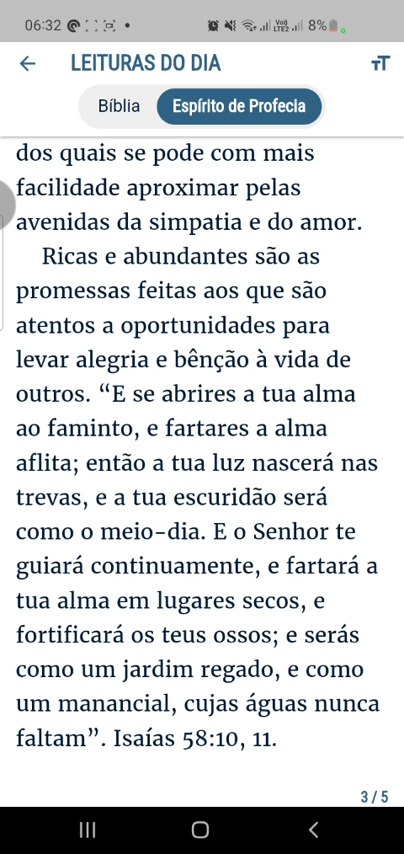 06:32
Vo))
LTE2
8%
LEITURAS DO DIA
TT
Bíblia
Espírito de Profecia
dos quais se pode com mais
facilidade aproximar pelas
avenidas da simpatia e do amor.
Ricas e abundantes são as
promessas feitas aos que são
atentos a oportunidades para
levar alegria e bênção à vida de
outros. “E se abrires a tua alma
ao faminto, e fartares a alma
aflita; então a tua luz nascerá nas
trevas, e a tua escuridão será
como o meio-dia. E o Senhor te
guiará continuamente, e fartará a
tua alma em lugares secos, e
fortificará os teus ossos; e serás
como um jardim regado, e como
um manancial, cujas águas nunca
faltam”. Isaías 58:10, 11.
3 / 5